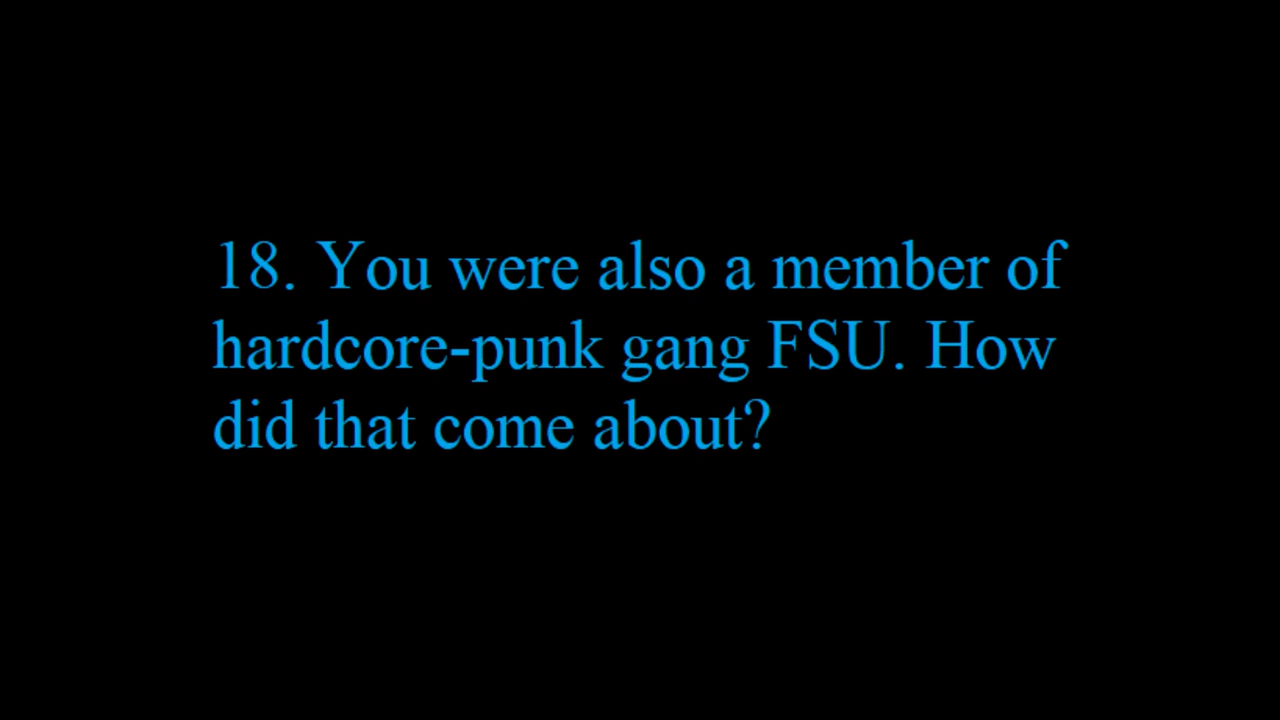 18. You were also a member of
hardcore-punk gang FSU. How
did that come about?